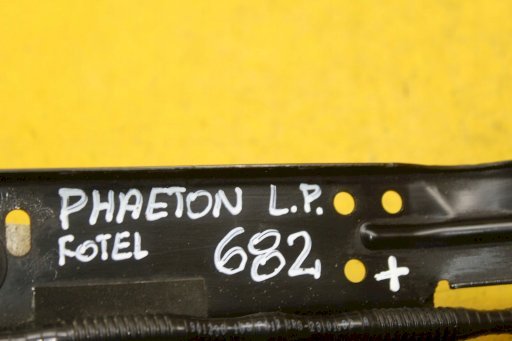 PHAETON L.P.
FOTEL 682 +